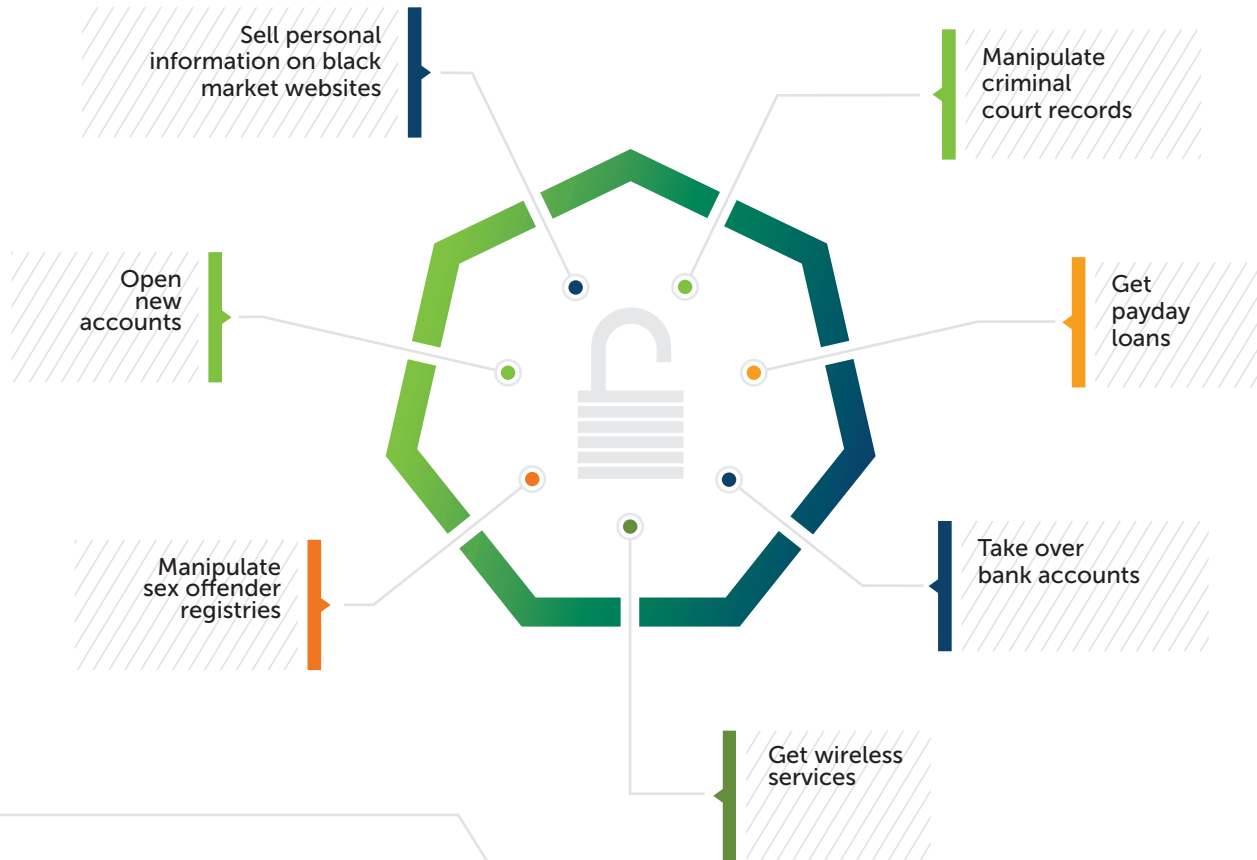 Sell personal
information on black
market websites
Manipulate
criminal
court records
Open
new
accounts
Get
payday
loans
Manipulate
sex offender
registries
Take over
bank accounts
Get wireless
services